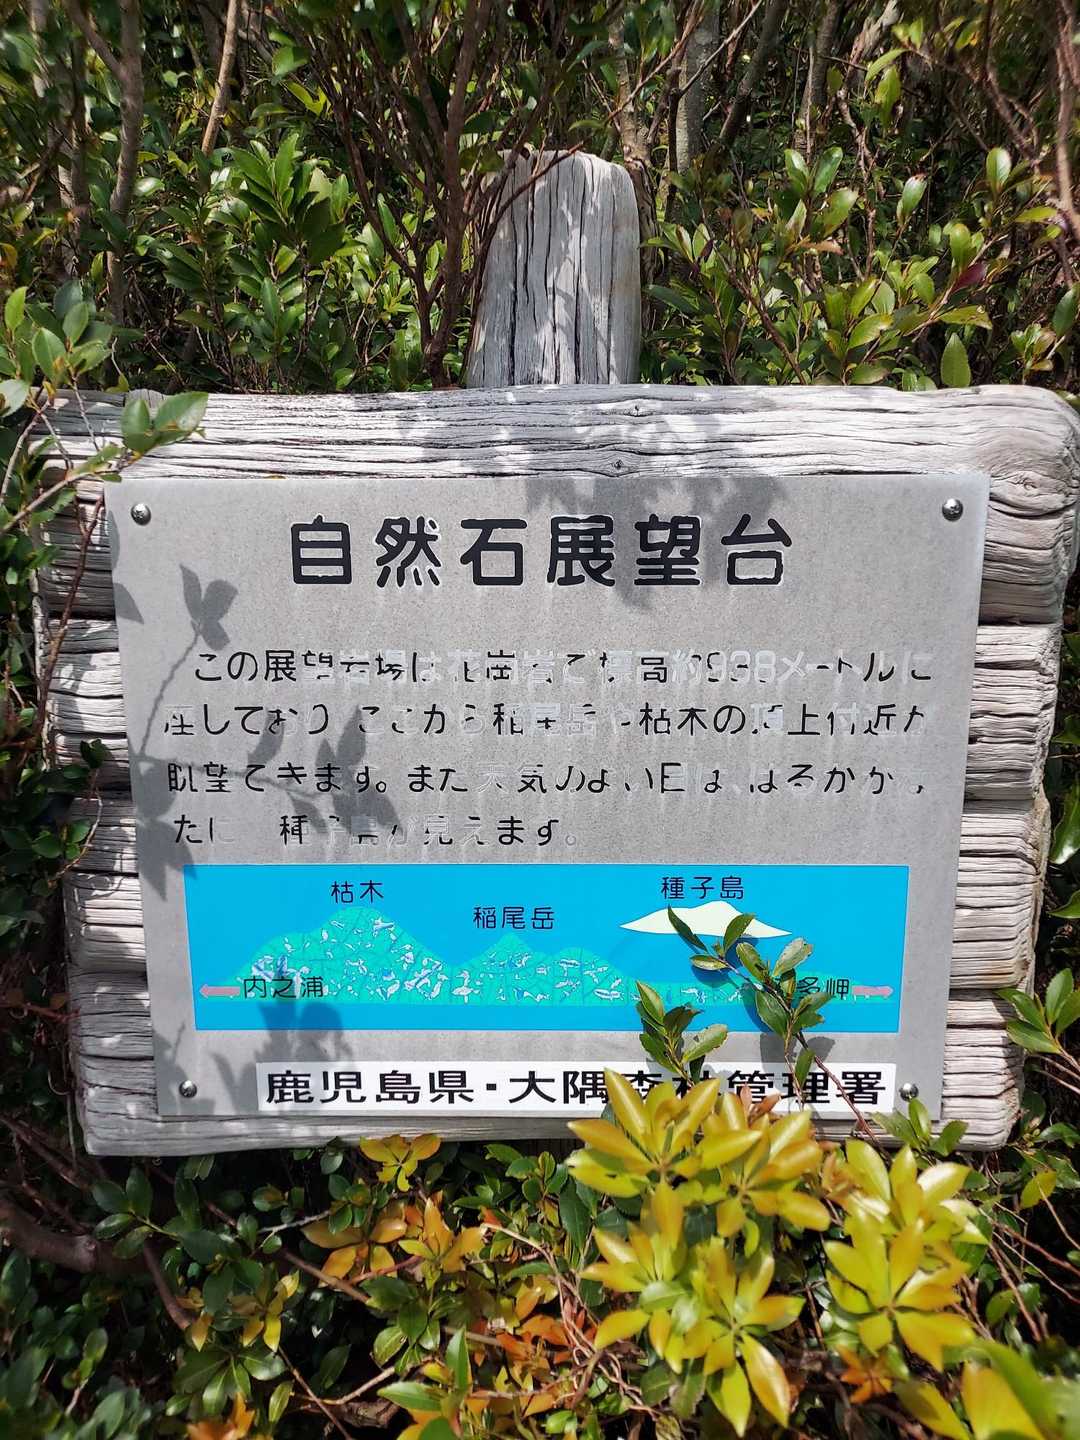 自然石展望台
この展望岩場は花崗岩で標高約938メートルに
座しており ここから稲尾岳や枯木の頂上付近が
眺望できます。また天気のよい日は、はるかかなた
たに 種子島が見えます。
枯木
種子島
稲尾岳
内之浦
多岬
鹿児島県・大隅森林管理署